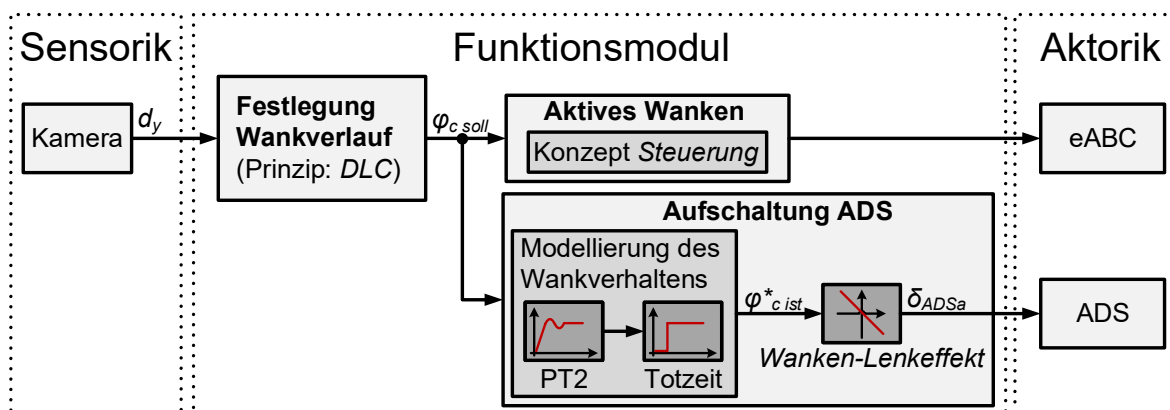 Sensorik
Funktionsmodul
Aktorik
Kamera
d_y
Festlegung
Wankverlauf
(Prinzip: DLC)
φ_c soll
Aktives Wanken
Konzept Steuerung
eABC
Aufschaltung ADS
Modellierung des
Wankverhaltens
PT2
Totzeit
φ*_c ist
Wanken-Lenkeffekt
δ_ADSa
ADS